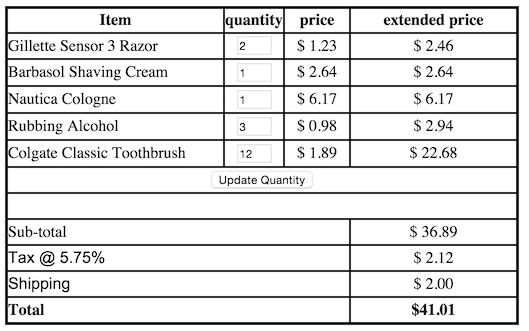 Item quantity price extended price
Gillette Sensor 3 Razor 2 $ 1.23 $ 2.46
Barbasol Shaving Cream 1 $ 2.64 $ 2.64
Nautica Cologne 1 $ 6.17 $ 6.17
Rubbing Alcohol 3 $ 0.98 $ 2.94
Colgate Classic Toothbrush 12 $ 1.89 $ 22.68
Update Quantity
Sub-total $ 36.89
Tax @ 5.75% $ 2.12
Shipping $ 2.00
Total $41.01